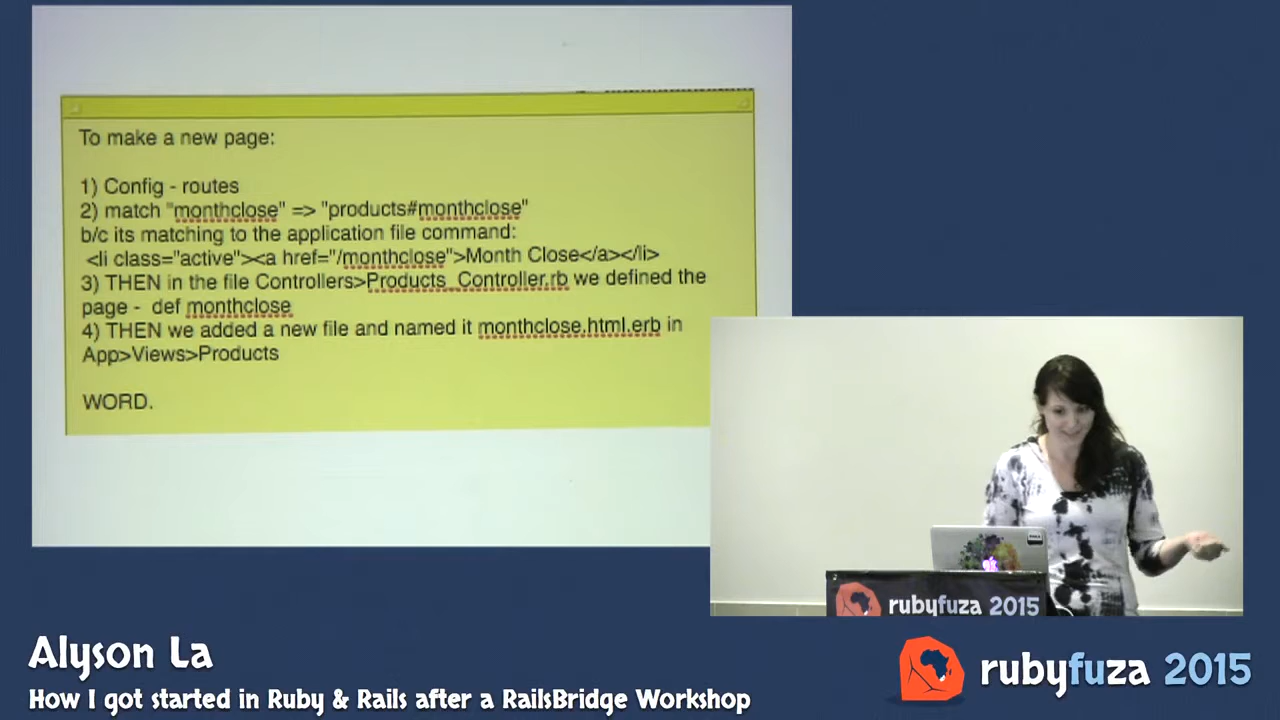 To make a new page:
1) Config - routes
2) match "monthclose" => "products#monthclose"
b/c its matching to the application file command:
<li class="active"><a href="/monthclose">Month Close</a></li>
3) THEN in the file Controllers>Products_Controller.rb we defined the
page - def monthclose
4) THEN we added a new file and named it monthclose.html.erb in
App>Views>Products
WORD.
rubyfuza 2015
Alyson La
How I got started in Ruby & Rails after a RailsBridge Workshop
rubyfuza 2015